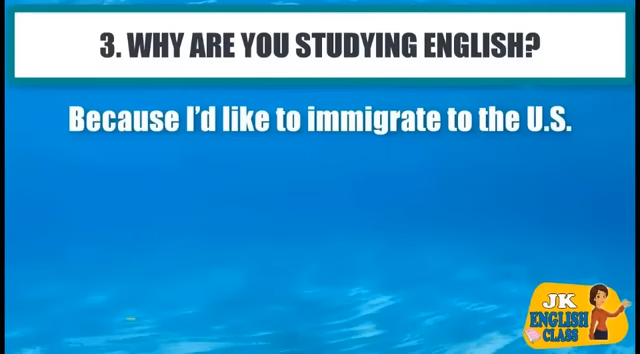 3. WHY ARE YOU STUDYING ENGLISH?
Because I'd like to immigrate to the U.S.
JK
ENGLISH
CLASS